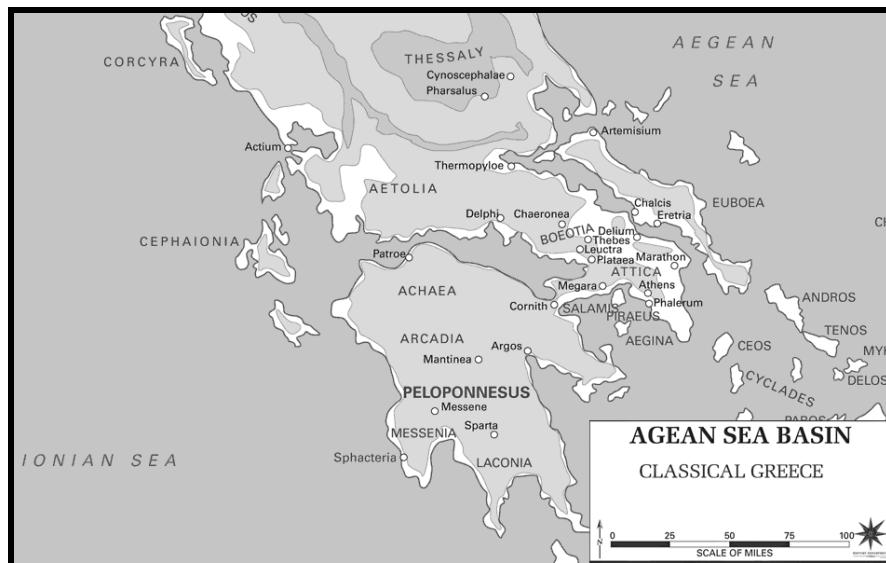 CORCYRA
THESSALY
Cynoscephalae
Pharsalus
AEGEAN
SEA
Actium
Artemisium
Thermopyloe
AETOLIA
Chalcis
Eretria
EUBOEA
Delphi
Chaeronea
BOEOTIA
Delium
Thebes
Leuctra
Plataea
Marathon
ATTICA
CEPHAIONIA
Patroe
Megara
Athens
Phalerum
ACHAEA
Cornith
SALAMIS
PIRAEUS
AEGINA
ANDROS
TENOS
CEOS
DELOS
CYCLADES
ARCADIA
Argos
Mantinea
PELOPONNESUS
Messene
Sparta
MESSENIA
Sphacteria
LACONIA
IONIAN SEA
AGEAN SEA BASIN
CLASSICAL GREECE
N
0 25 50 75 100
SCALE OF MILES